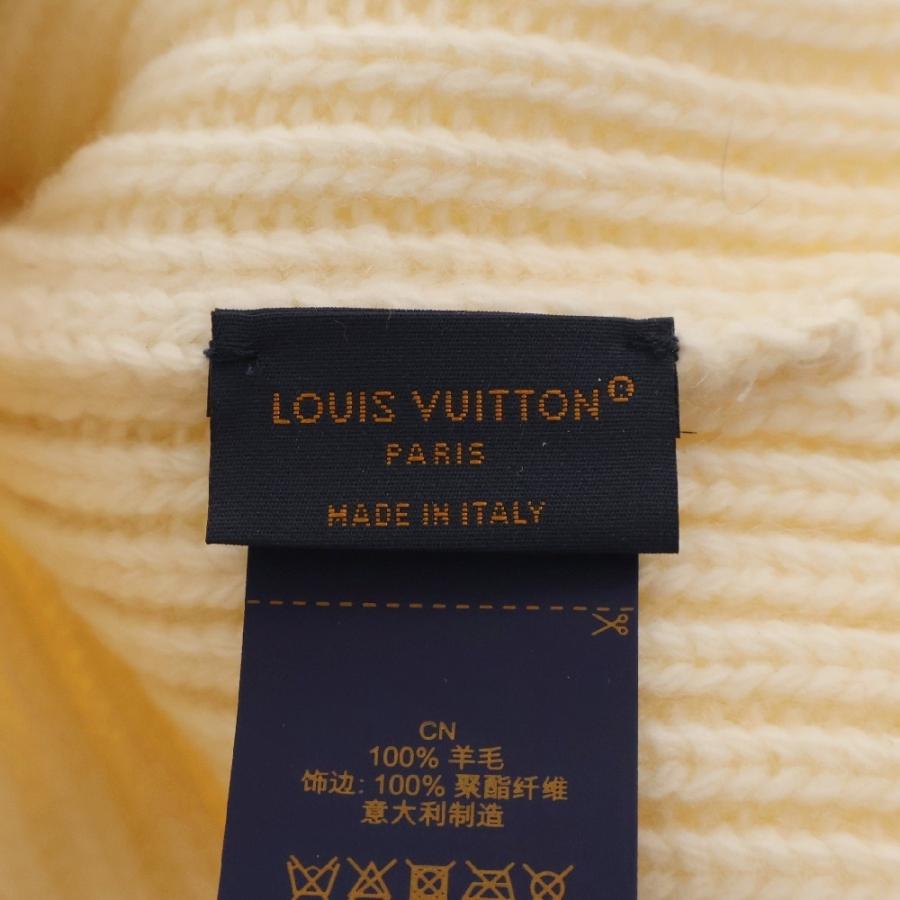 LOUIS VUITTON®
PARIS
MADE IN ITALY
CN
100% 羊毛
饰边: 100% 聚酯纤维
意大利制造